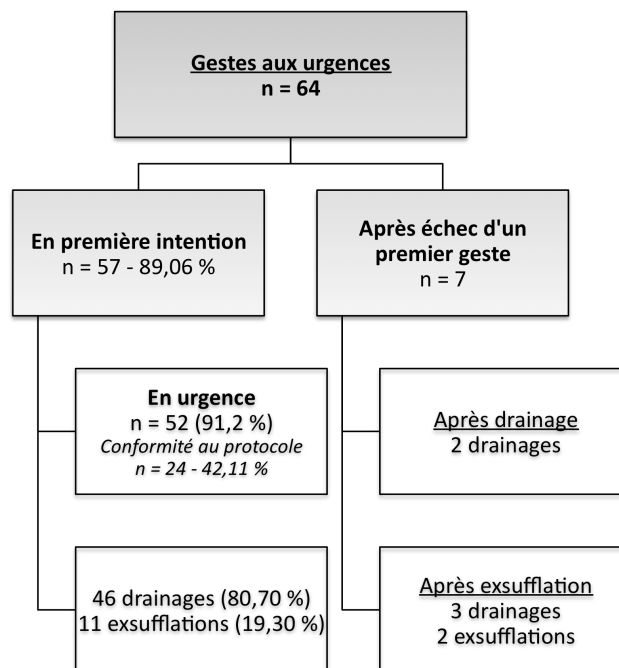 Gestes aux urgences
n = 64
En première intention
n = 57 - 89,06 %
Après échec d'un
premier geste
n = 7
En urgence
n = 52 (91,2 %)
Conformité au protocole
n = 24 - 42,11 %
Après drainage
2 drainages
46 drainages (80,70 %)
11 exsufflations (19,30 %)
Après exsufflation
3 drainages
2 exsufflations